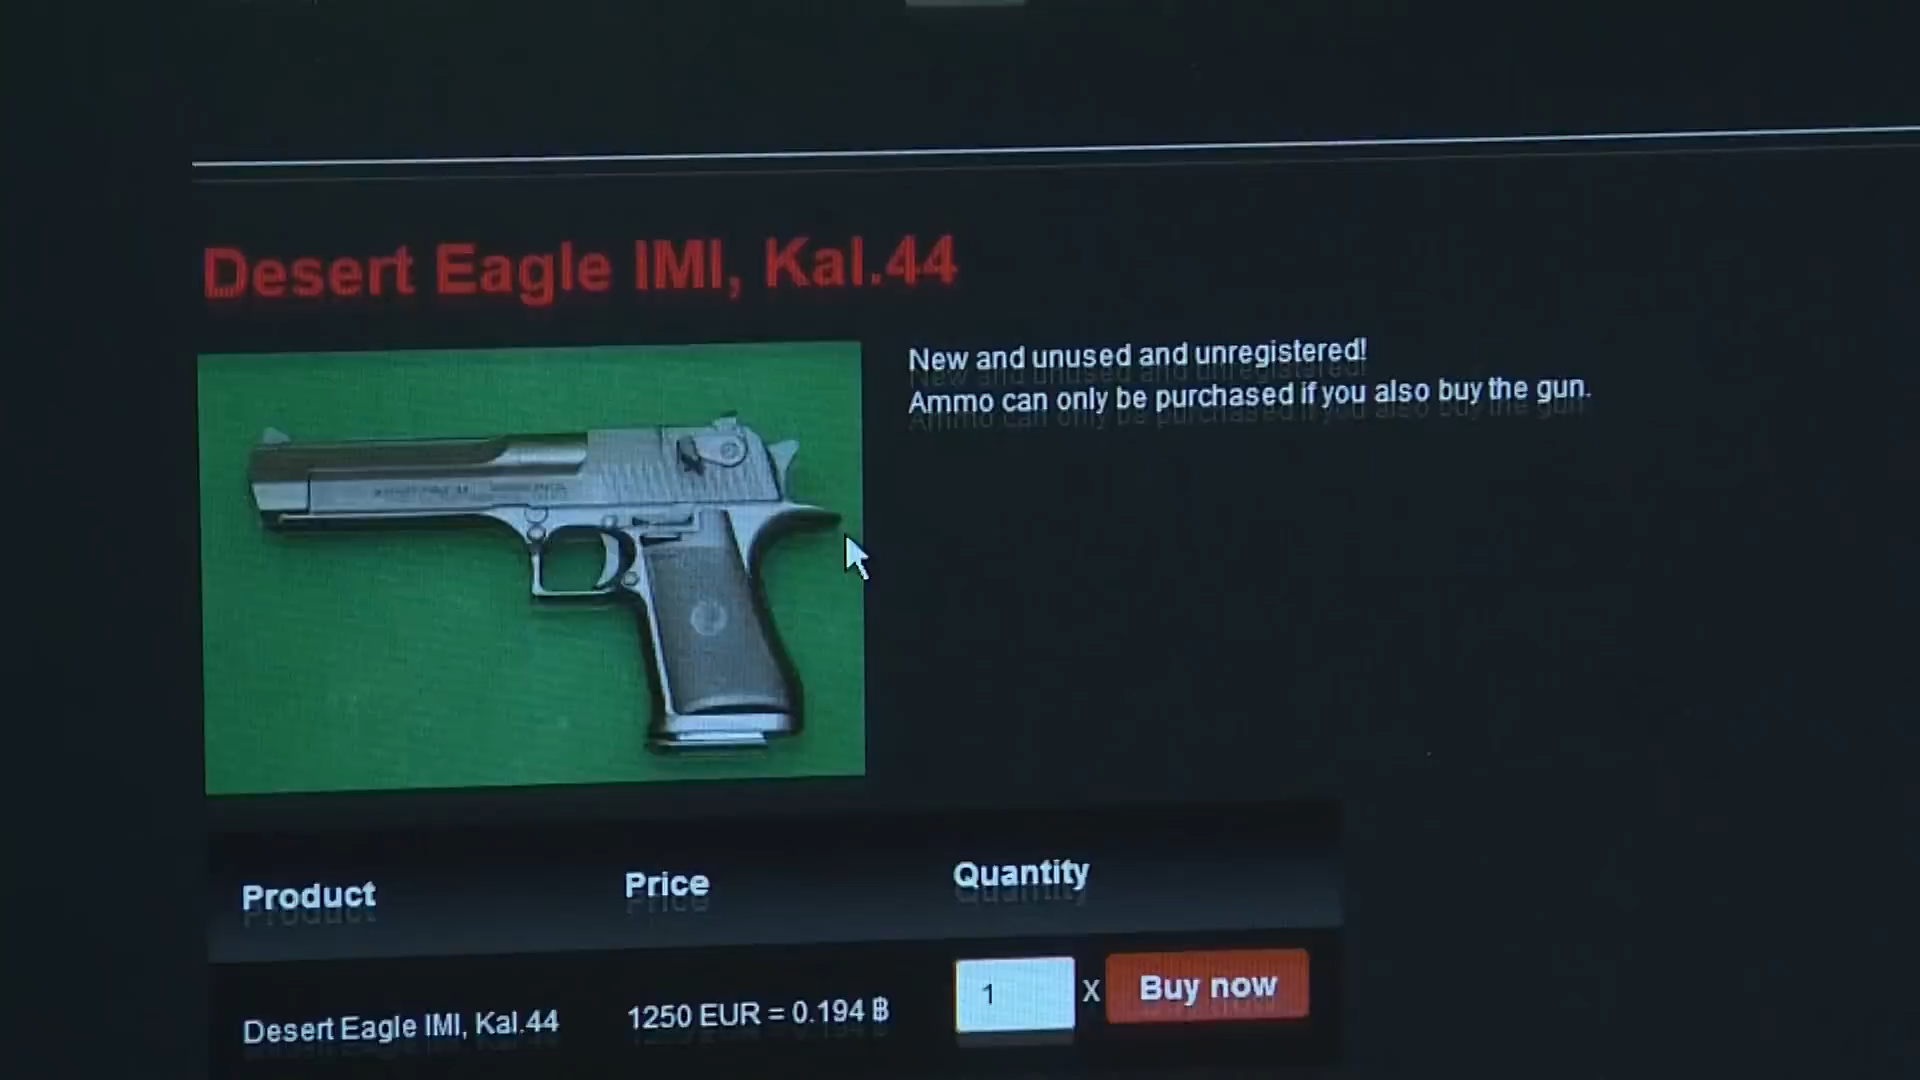 Desert Eagle IMI, Kal.44
New and unused and unregistered!
Ammo can only be purchased if you also buy the gun.
Product Price Quantity
Desert Eagle IMI, Kal.44 1250 EUR = 0.194 ฿ 1 X Buy now